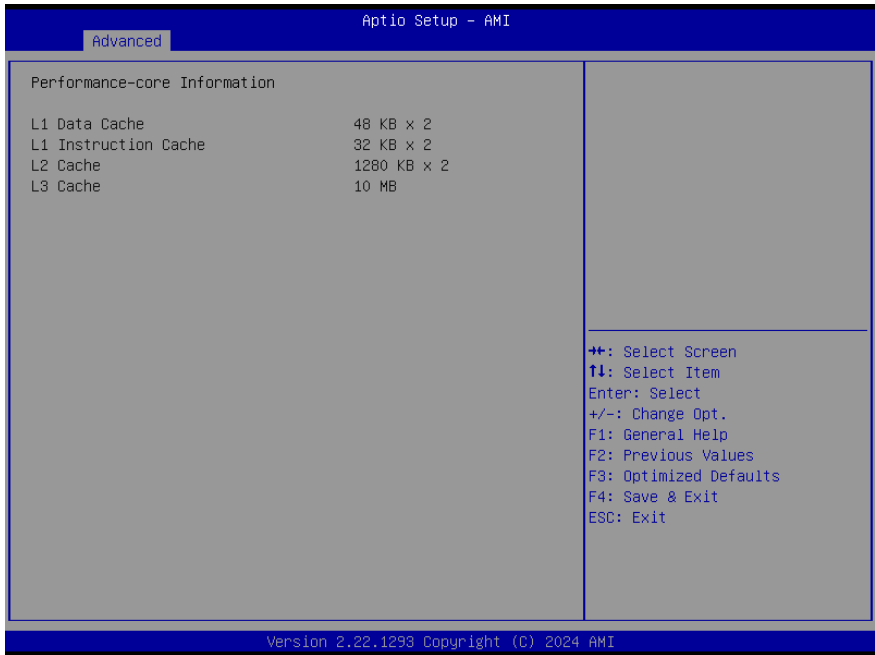 Aptio Setup – AMI
Advanced
Performance-core Information
L1 Data Cache 48 KB x 2
L1 Instruction Cache 32 KB x 2
L2 Cache 1280 KB x 2
L3 Cache 10 MB
→←: Select Screen
↑↓: Select Item
Enter: Select
+/-: Change Opt.
F1: General Help
F2: Previous Values
F3: Optimized Defaults
F4: Save & Exit
ESC: Exit
Version 2.22.1293 Copyright (C) 2024 AMI